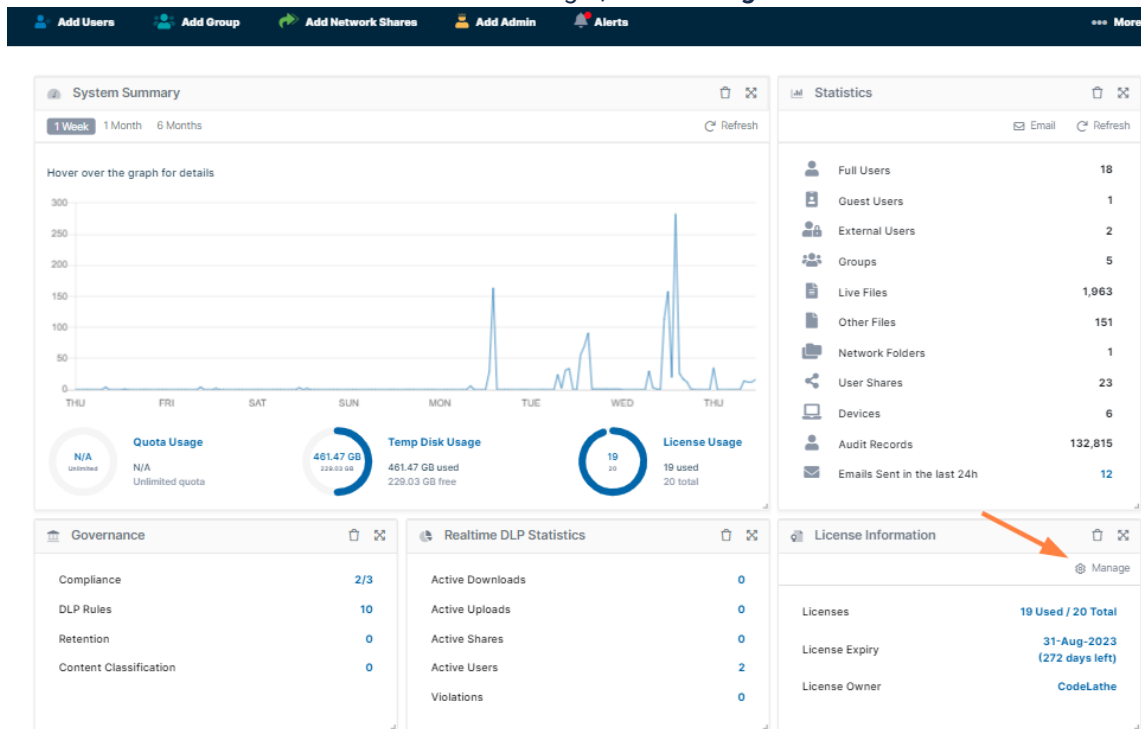 Add Users Add Group Add Network Shares Add Admin Alerts More
System Summary
1 Week 1 Month 6 Months Refresh
Hover over the graph for details
300
250
200
150
100
50
0
THU FRI SAT SUN MON TUE WED THU
N/A
Unlimited
Quota Usage
N/A
Unlimited quota
461.47 GB
229.03 GB
Temp Disk Usage
461.47 GB used
229.03 GB free
19
20
License Usage
19 used
20 total
Statistics
Email Refresh
Full Users 18
Guest Users 1
External Users 2
Groups 5
Live Files 1,963
Other Files 151
Network Folders 1
User Shares 23
Devices 6
Audit Records 132,815
Emails Sent in the last 24h 12
Governance
Compliance 2/3
DLP Rules 10
Retention 0
Content Classification 0
Realtime DLP Statistics
Active Downloads 0
Active Uploads 0
Active Shares 0
Active Users 2
Violations 0
License Information
Manage
Licenses 19 Used / 20 Total
License Expiry 31-Aug-2023
(272 days left)
License Owner CodeLathe